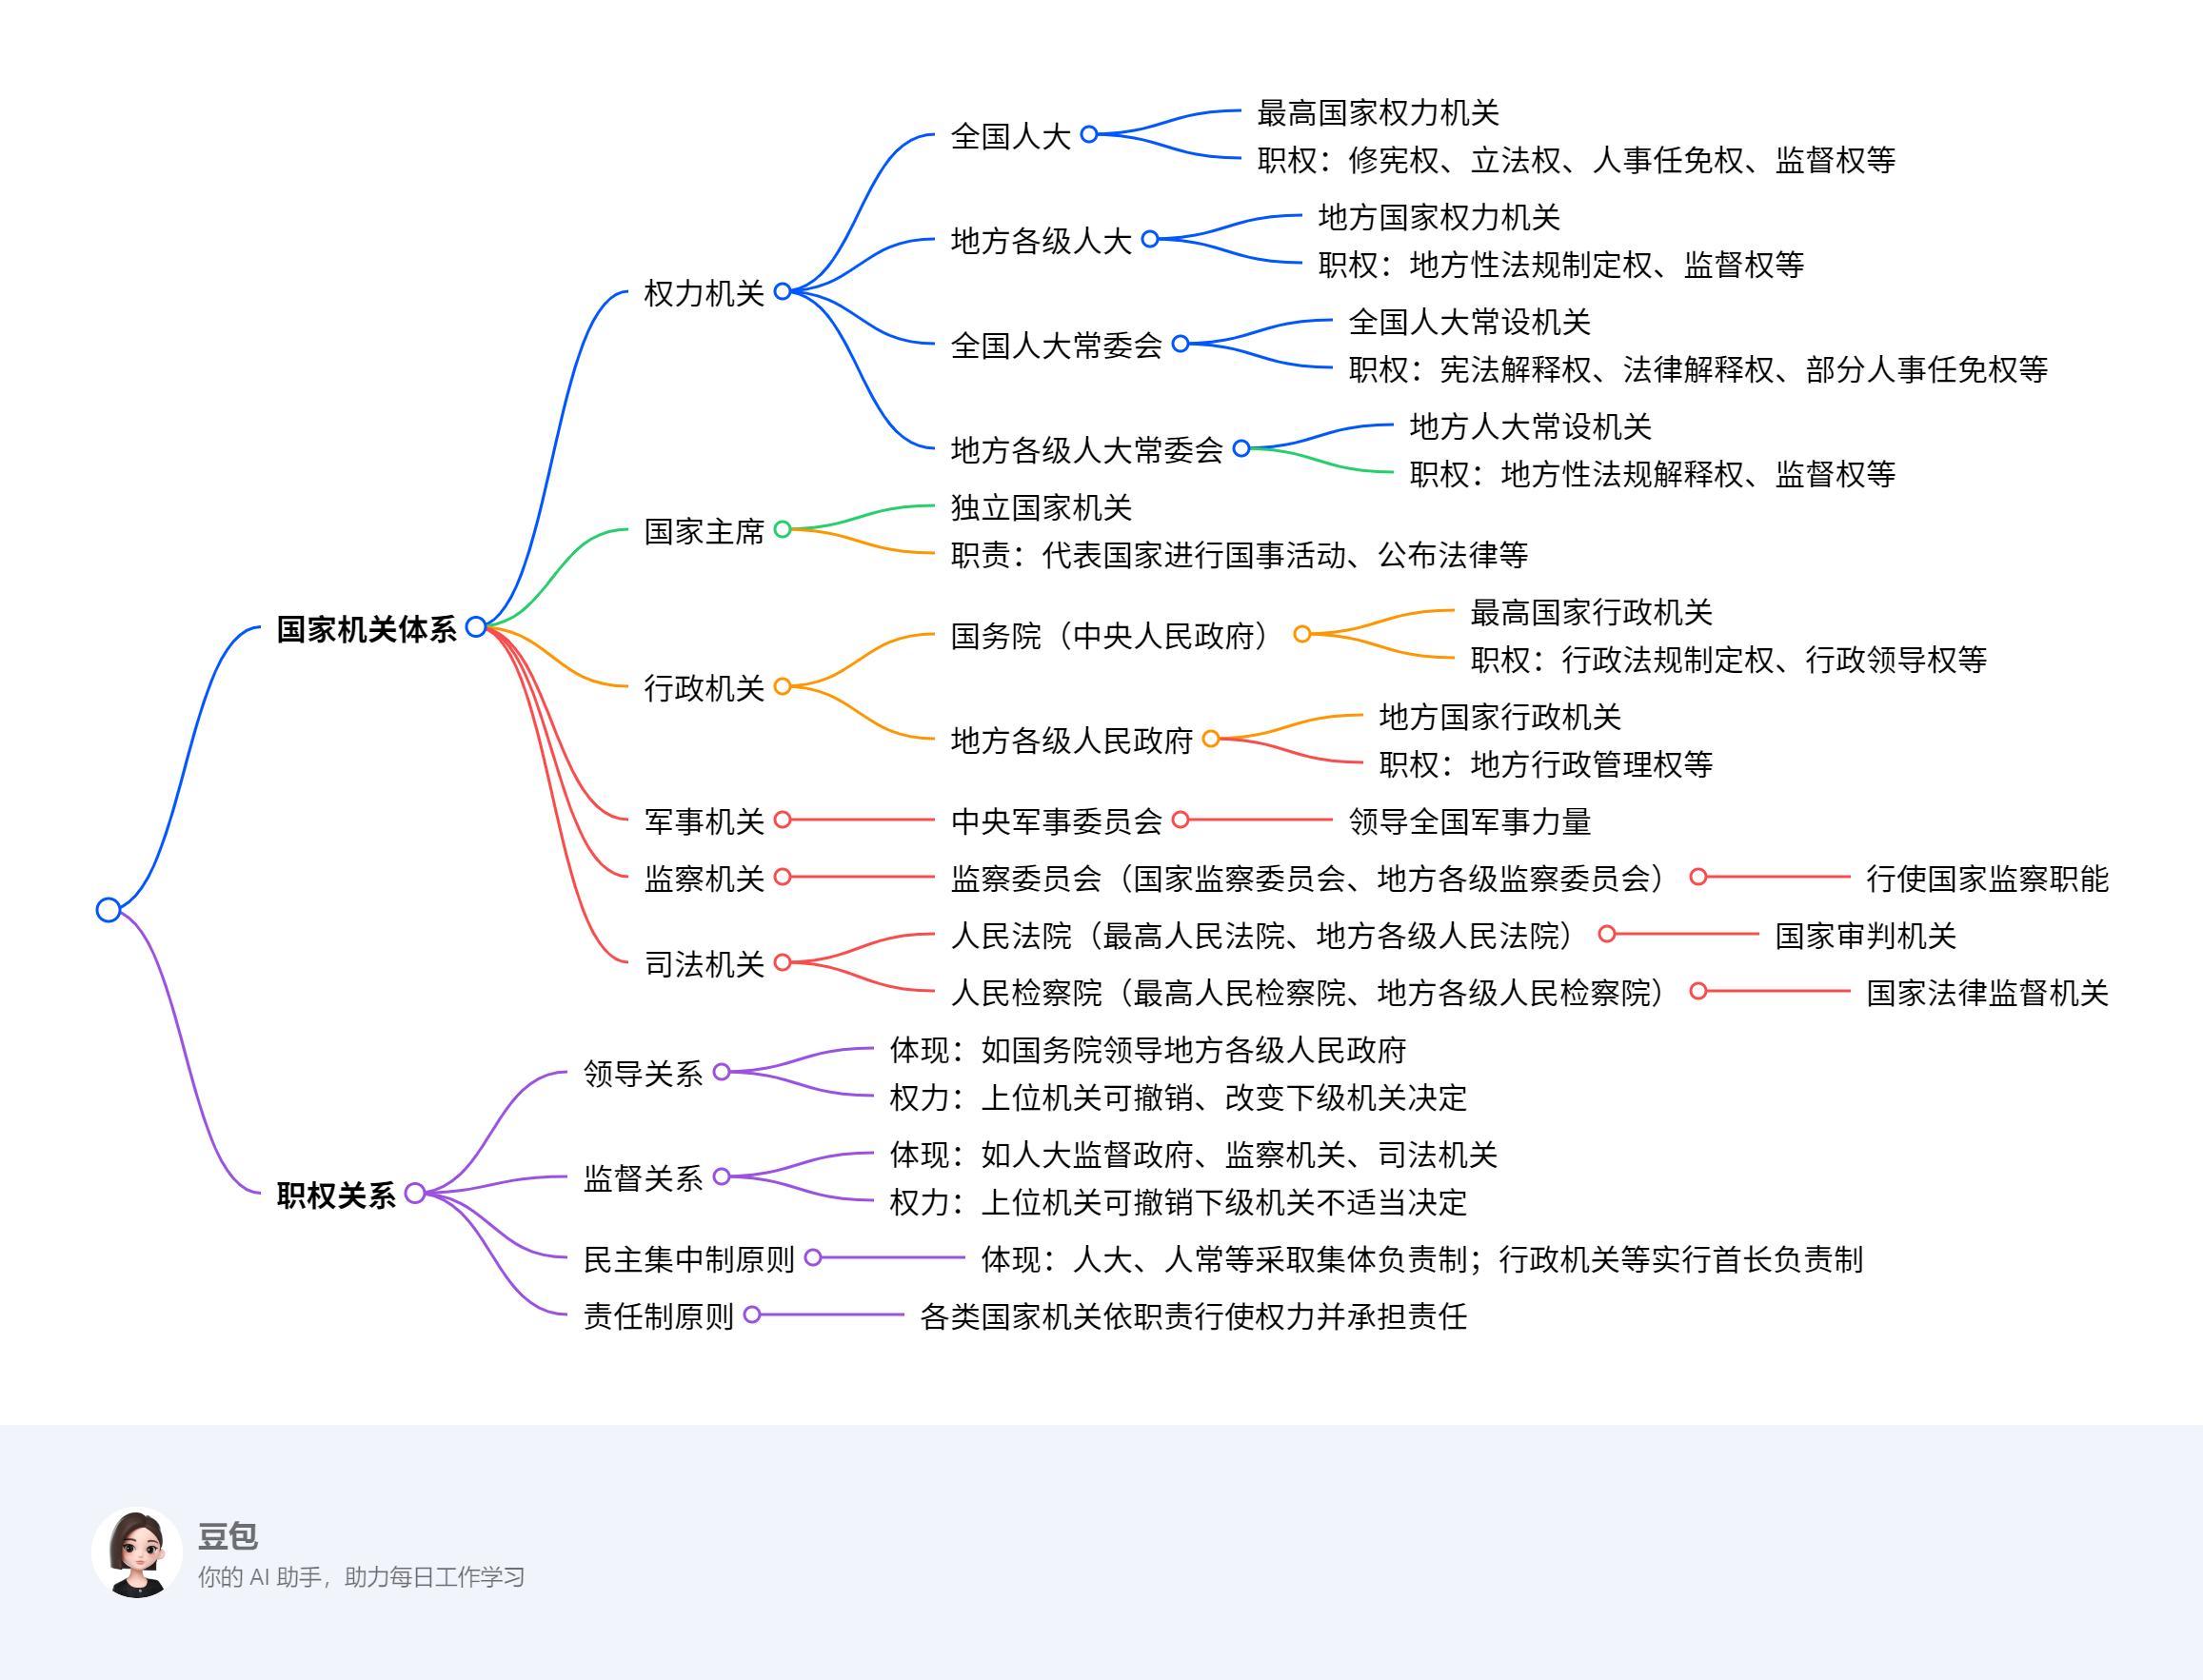 全国人大
最高国家权力机关
职权：修宪权、立法权、人事任免权、监督权等
地方各级人大
地方国家权力机关
职权：地方性法规制定权、监督权等
权力机关
全国人大常委会
全国人大常设机关
职权：宪法解释权、法律解释权、部分人事任免权等
地方各级人大常委会
地方人大常设机关
职权：地方性法规解释权、监督权等
国家主席
独立国家机关
职责：代表国家进行国事活动、公布法律等
国家机关体系
行政机关
国务院（中央人民政府）
最高国家行政机关
职权：行政法规制定权、行政领导权等
地方各级人民政府
地方国家行政机关
职权：地方行政管理权等
军事机关
中央军事委员会
领导全国军事力量
监察机关
监察委员会（国家监察委员会、地方各级监察委员会）
行使国家监察职能
司法机关
人民法院（最高人民法院、地方各级人民法院）
国家审判机关
人民检察院（最高人民检察院、地方各级人民检察院）
国家法律监督机关
职权关系
领导关系
体现：如国务院领导地方各级人民政府
权力：上位机关可撤销、改变下级机关决定
监督关系
体现：如人大监督政府、监察机关、司法机关
权力：上位机关可撤销下级机关不适当决定
民主集中制原则
体现：人大、人常等采取集体负责制；行政机关等实行首长负责制
责任制原则
各类国家机关依职责行使权力并承担责任
豆包
你的 AI 助手，助力每日工作学习